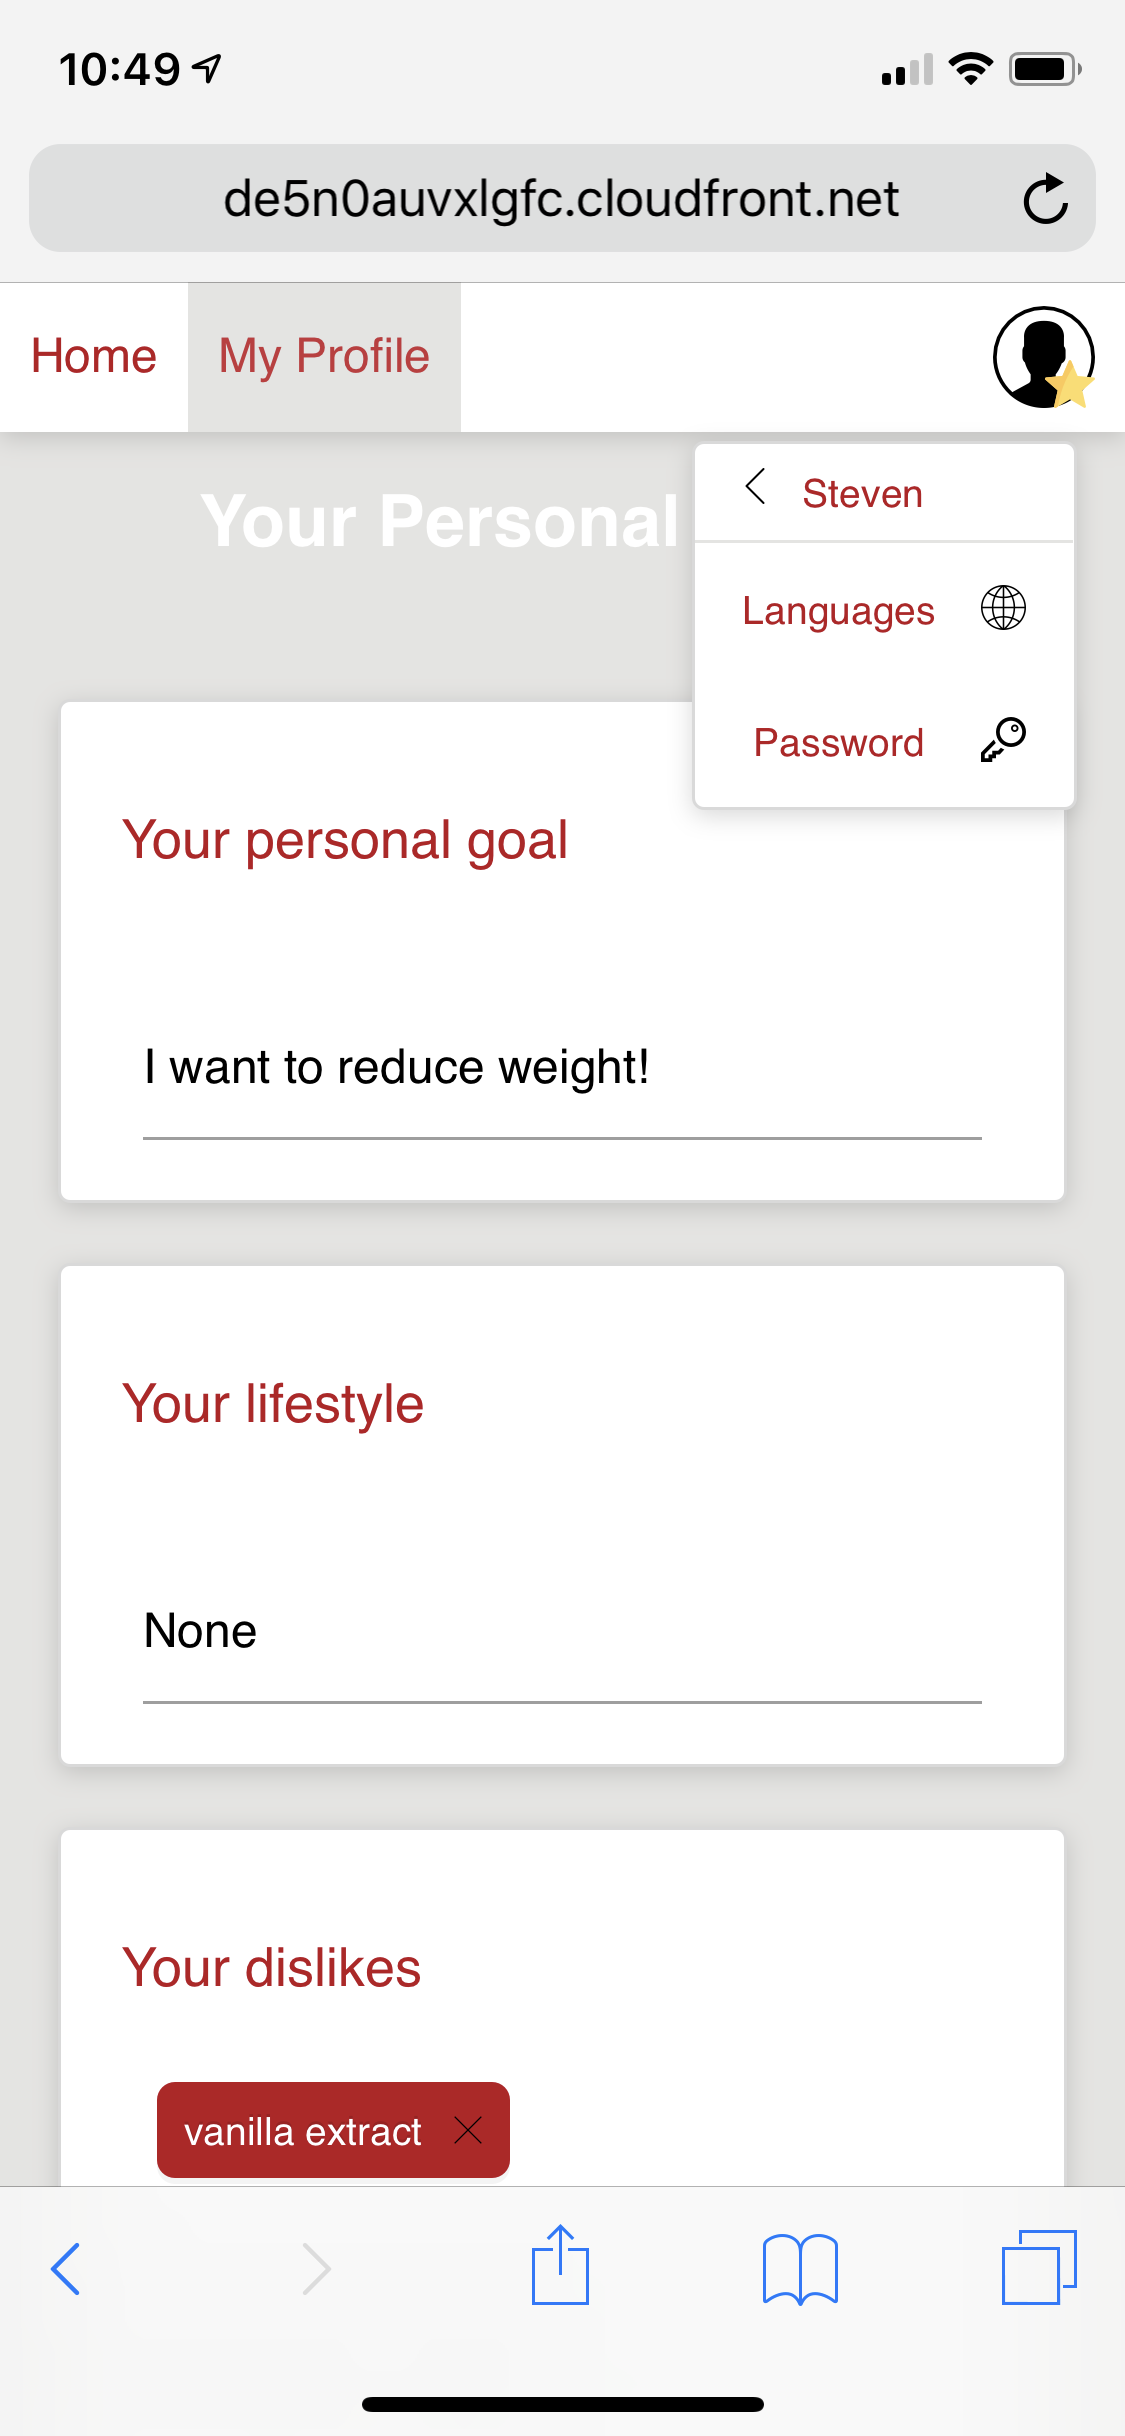 10:49
de5n0auvxlgfc.cloudfront.net
Home
My Profile
Steven
Your Personal
Languages
Password
Your personal goal
I want to reduce weight!
Your lifestyle
None
Your dislikes
vanilla extract